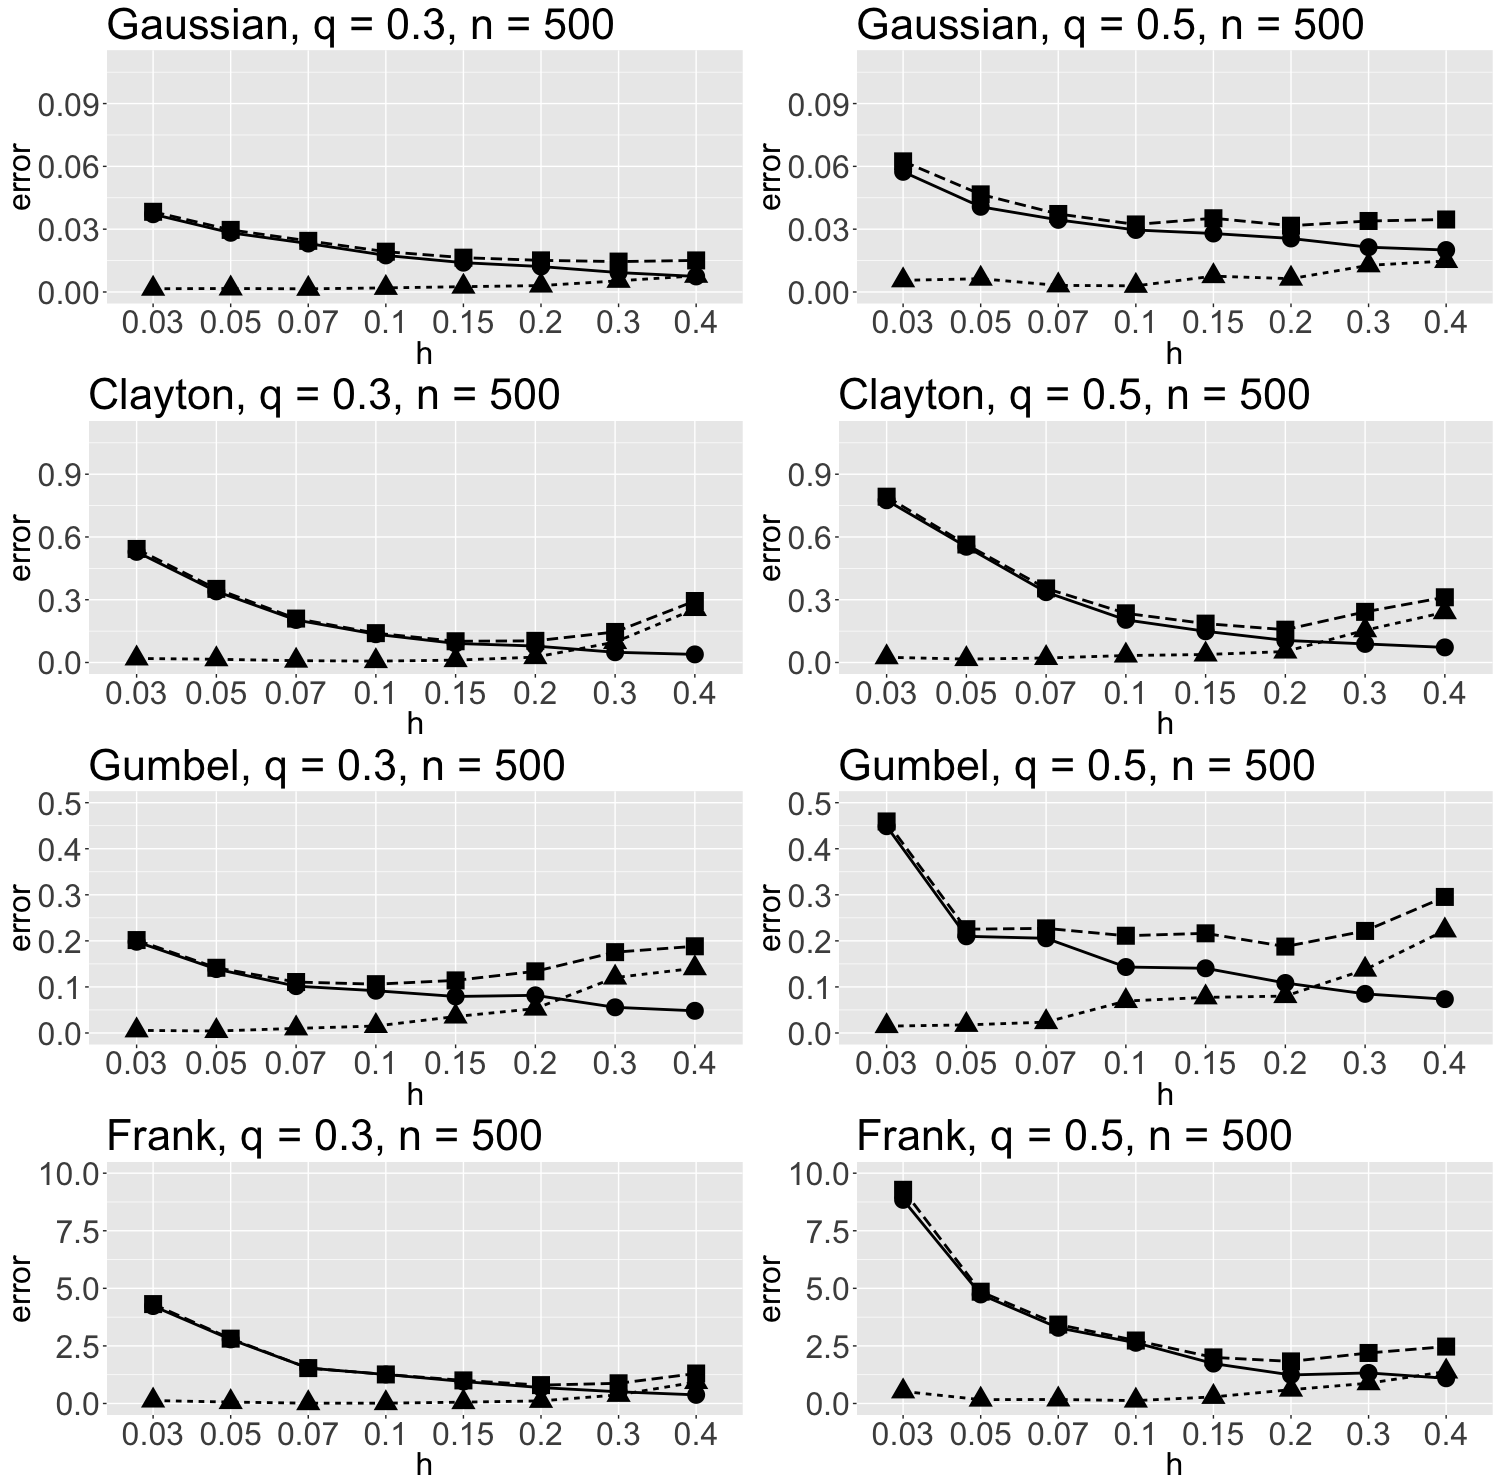 Gaussian, q = 0.3, n = 500
error
0.09
0.06
0.03
0.00
0.03 0.05 0.07 0.1 0.15 0.2 0.3 0.4
h
Gaussian, q = 0.5, n = 500
error
0.09
0.06
0.03
0.00
0.03 0.05 0.07 0.1 0.15 0.2 0.3 0.4
h
Clayton, q = 0.3, n = 500
error
0.9
0.6
0.3
0.0
0.03 0.05 0.07 0.1 0.15 0.2 0.3 0.4
h
Clayton, q = 0.5, n = 500
error
0.9
0.6
0.3
0.0
0.03 0.05 0.07 0.1 0.15 0.2 0.3 0.4
h
Gumbel, q = 0.3, n = 500
error
0.5
0.4
0.3
0.2
0.1
0.0
0.03 0.05 0.07 0.1 0.15 0.2 0.3 0.4
h
Gumbel, q = 0.5, n = 500
error
0.5
0.4
0.3
0.2
0.1
0.0
0.03 0.05 0.07 0.1 0.15 0.2 0.3 0.4
h
Frank, q = 0.3, n = 500
error
10.0
7.5
5.0
2.5
0.0
0.03 0.05 0.07 0.1 0.15 0.2 0.3 0.4
h
Frank, q = 0.5, n = 500
error
10.0
7.5
5.0
2.5
0.0
0.03 0.05 0.07 0.1 0.15 0.2 0.3 0.4
h